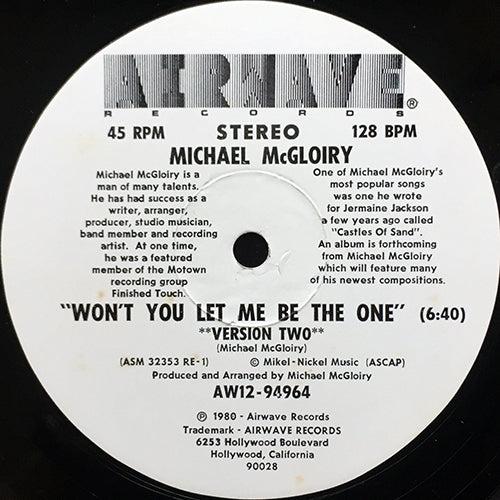 AIRWAVE®
RECORDS
45 RPM STEREO 128 BPM
MICHAEL McGLOIRY
Michael McGloiry is a
man of many talents.
He has had success as a
writer, arranger,
producer, studio musician,
band member and recording
artist. At one time,
he was a featured
member of the Motown
recording group
Finished Touch.
One of Michael McGloiry's
most popular songs
was one he wrote
for Jermaine Jackson
a few years ago called
"Castles Of Sand".
An album is forthcoming
from Michael McGloiry
which will feature many
of his newest compositions.
"WON'T YOU LET ME BE THE ONE" (6:40)
**VERSION TWO**
(Michael McGloiry)
(ASM 32353 RE-1) © Mikel-Nickel Music (ASCAP)
Produced and Arranged by Michael McGloiry
AW12-94964
℗ 1980 - Airwave Records
Trademark - AIRWAVE RECORDS
6253 Hollywood Boulevard
Hollywood, California
90028